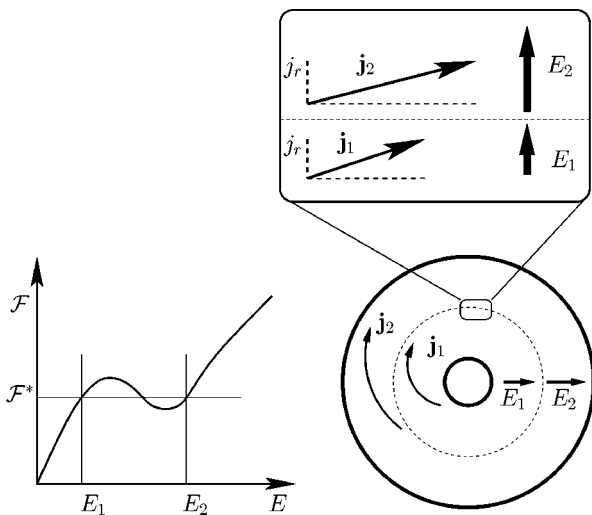 j_r j₂ E₂
j_r j₁ E₁
ℱ
ℱ*
E₁ E₂ E
j₂ j₁
E₁ E₂